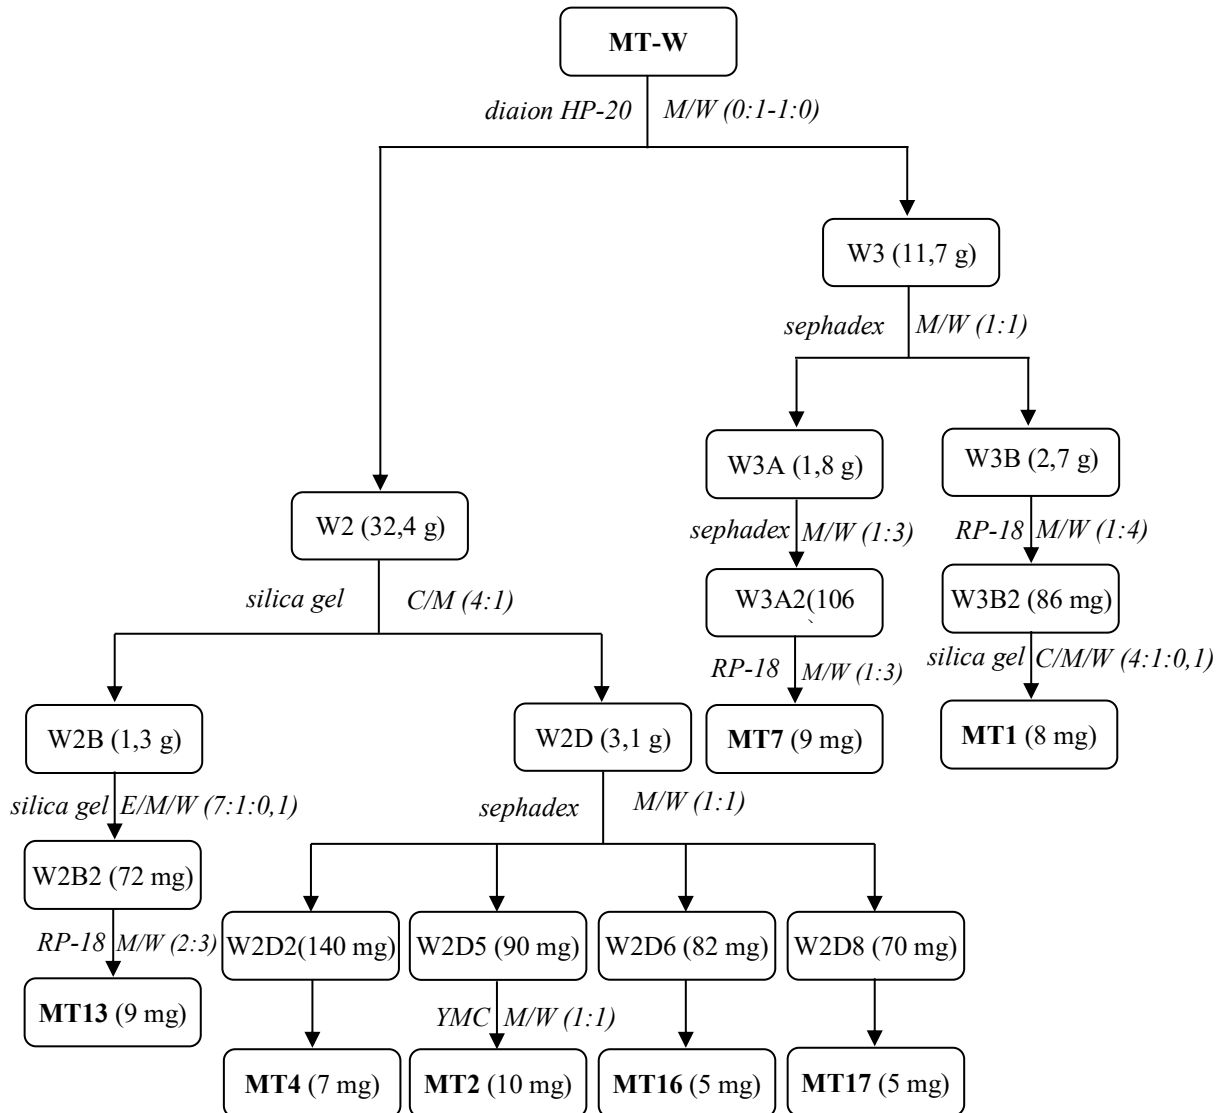 MT-W
diaion HP-20 M/W (0:1-1:0)
W3 (11,7 g)
sephadex M/W (1:1)
W3A (1,8 g) W3B (2,7 g)
W2 (32,4 g)
sephadex M/W (1:3) RP-18 M/W (1:4)
silica gel C/M (4:1)
W3A2(106 W3B2 (86 mg)
RP-18 M/W (1:3) silica gel C/M/W (4:1:0,1)
W2B (1,3 g) W2D (3,1 g) MT7 (9 mg) MT1 (8 mg)
silica gel E/M/W (7:1:0,1) sephadex M/W (1:1)
W2B2 (72 mg)
RP-18 M/W (2:3) W2D2(140 mg) W2D5 (90 mg) W2D6 (82 mg) W2D8 (70 mg)
MT13 (9 mg) YMC M/W (1:1)
MT4 (7 mg) MT2 (10 mg) MT16 (5 mg) MT17 (5 mg)